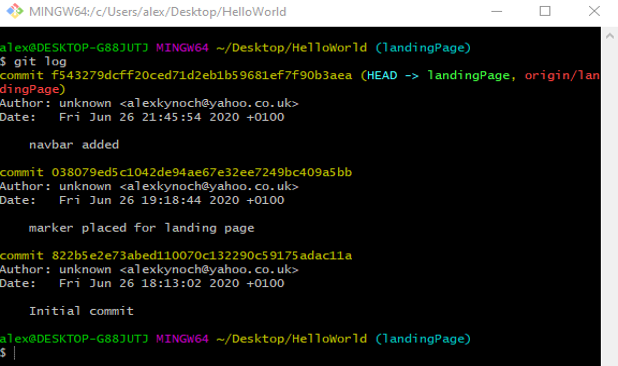 MINGW64:/c/Users/alex/Desktop/HelloWorld
alex@DESKTOP-G88JUTJ MINGW64 ~/Desktop/HelloWorld (landingPage)
$ git log
commit f543279dcff20ced71d2eb1b59681ef7f90b3aea (HEAD -> landingPage, origin/lan
dingPage)
Author: unknown <alexkynoch@yahoo.co.uk>
Date:   Fri Jun 26 21:45:54 2020 +0100
navbar added
commit 038079ed5c1042de94ae67e32ee7249bc409a5bb
Author: unknown <alexkynoch@yahoo.co.uk>
Date:   Fri Jun 26 19:18:44 2020 +0100
marker placed for landing page
commit 822b5e2e73abed110070c132290c59175adac11a
Author: unknown <alexkynoch@yahoo.co.uk>
Date:   Fri Jun 26 18:13:02 2020 +0100
Initial commit
alex@DESKTOP-G88JUTJ MINGW64 ~/Desktop/HelloWorld (landingPage)
$